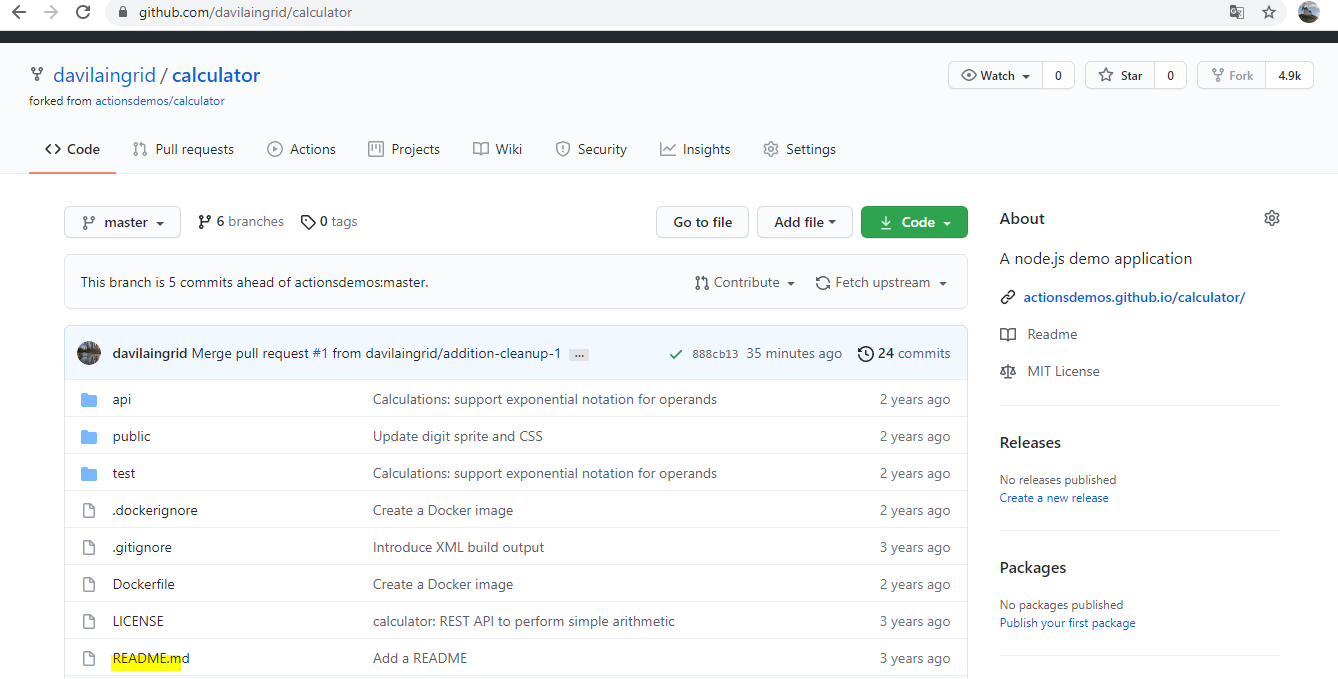 github.com/davilaingrid/calculator
davilaingrid / calculator
Watch 0 Star 0 Fork 4.9k
forked from actionsdemos/calculator
Code Pull requests Actions Projects Wiki Security Insights Settings
master 6 branches 0 tags Go to file Add file Code
This branch is 5 commits ahead of actionsdemos:master. Contribute Fetch upstream
davilaingrid Merge pull request #1 from davilaingrid/addition-cleanup-1 ... 888cb13 35 minutes ago 24 commits
api Calculations: support exponential notation for operands 2 years ago
public Update digit sprite and CSS 2 years ago
test Calculations: support exponential notation for operands 2 years ago
.dockerignore Create a Docker image 2 years ago
.gitignore Introduce XML build output 3 years ago
Dockerfile Create a Docker image 2 years ago
LICENSE calculator: REST API to perform simple arithmetic 3 years ago
README.md Add a README 3 years ago
About
A node.js demo application
actionsdemos.github.io/calculator/
Readme
MIT License
Releases
No releases published
Create a new release
Packages
No packages published
Publish your first package